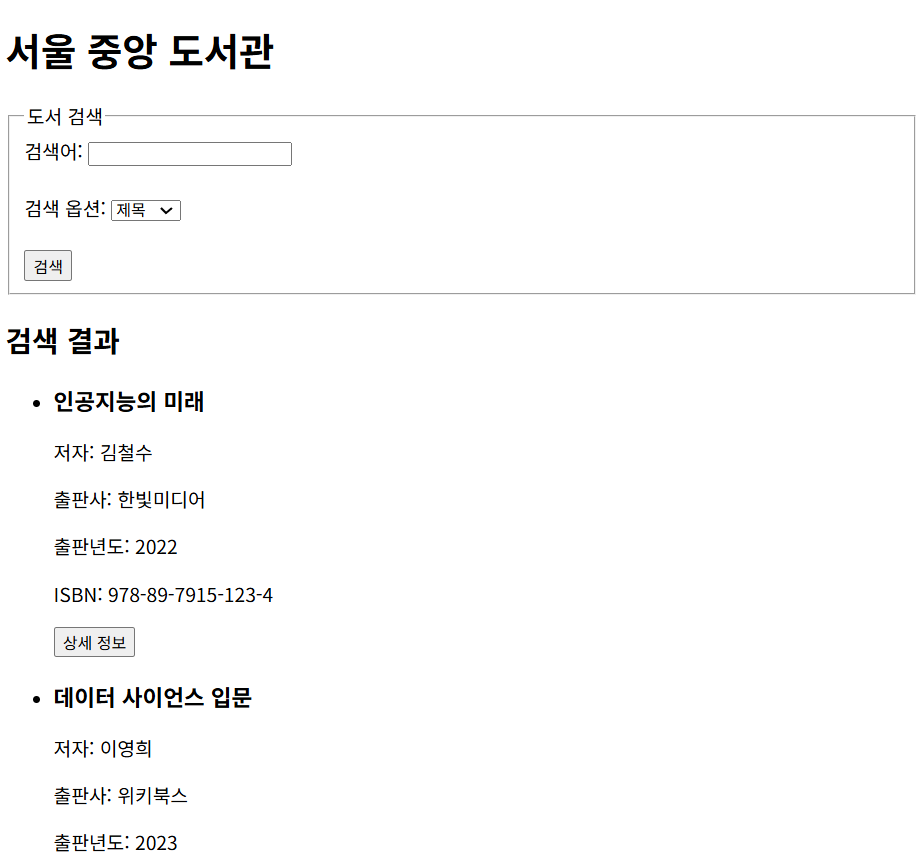 서울 중앙 도서관
도서 검색
검색어:
검색 옵션: 제목
검색
검색 결과
인공지능의 미래
저자: 김철수
출판사: 한빛미디어
출판년도: 2022
ISBN: 978-89-7915-123-4
상세 정보
데이터 사이언스 입문
저자: 이영희
출판사: 위키북스
출판년도: 2023